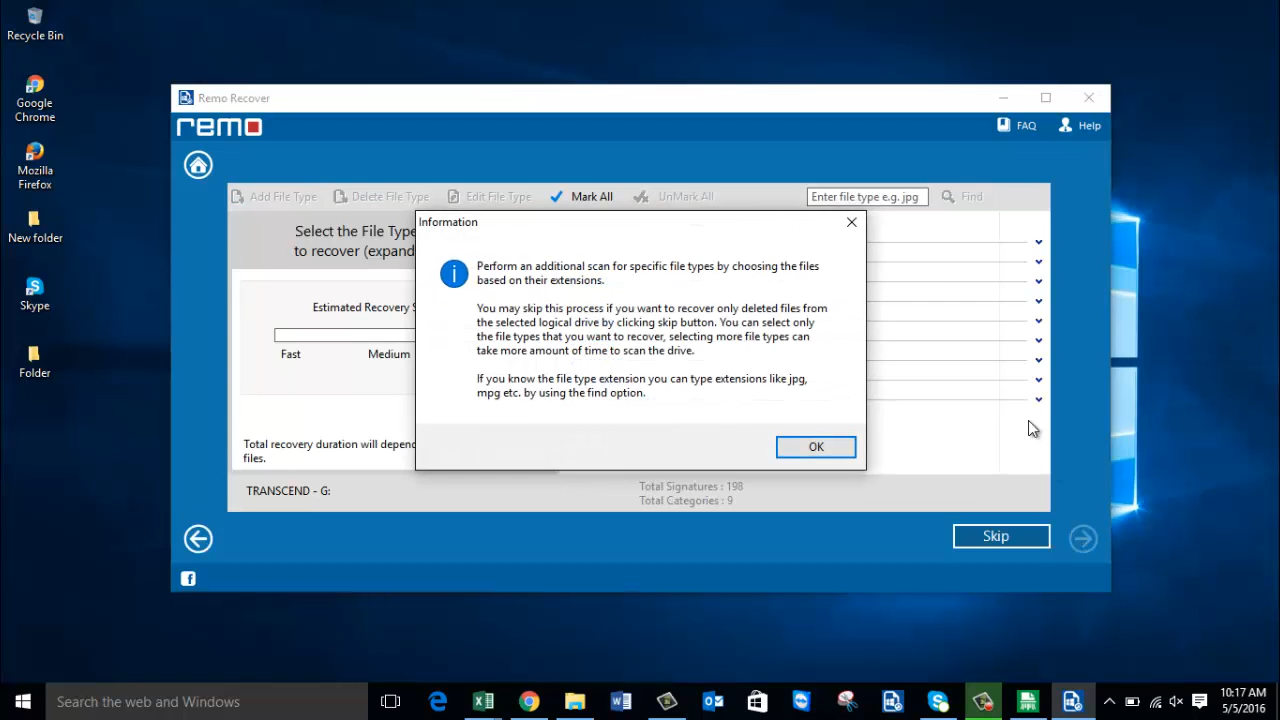 Recycle Bin
Google
Chrome
Mozilla
Firefox
New folder
Skype
Folder
Remo Recover
remo
FAQ
Help
Add File Type
Delete File Type
Edit File Type
Mark All
UnMark All
Enter file type e.g. jpg
Find
Select the File Type
to recover (expand
Estimated Recovery S
Fast
Medium
Total recovery duration will depend
files.
Information
Perform an additional scan for specific file types by choosing the files
based on their extensions.
You may skip this process if you want to recover only deleted files from
the selected logical drive by clicking skip button. You can select only
the file types that you want to recover, selecting more file types can
take more amount of time to scan the drive.
If you know the file type extension you can type extensions like jpg,
mpg etc. by using the find option.
OK
TRANSCEND - G:
Total Signatures : 198
Total Categories : 9
Skip
Search the web and Windows
10:17 AM
5/5/2016